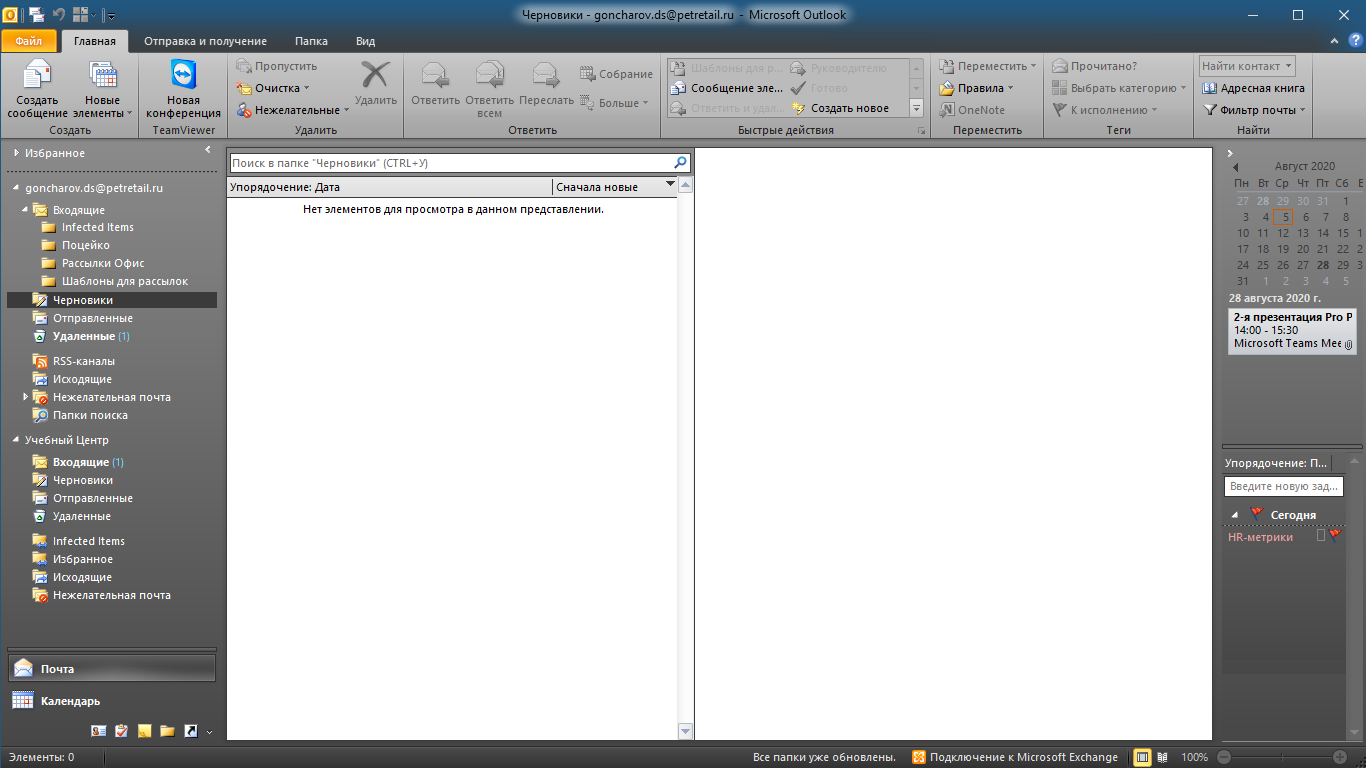 Черновики - goncharov.ds@petretail.ru - Microsoft Outlook
Файл Главная Отправка и получение Папка Вид
Создать сообщение
Новые элементы
Создать
Новая конференция
TeamViewer
Пропустить
Очистка
Нежелательные
Удалить
Удалить
Ответить
Ответить всем
Переслать
Собрание
Больше
Ответить
Шаблоны для р...
Сообщение эле...
Ответить и удал...
Руководителю
Готово
Создать новое
Быстрые действия
Переместить
Правила
OneNote
Переместить
Прочитано?
Выбрать категорию
К исполнению
Теги
Найти контакт
Адресная книга
Фильтр почты
Найти
Избранное
goncharov.ds@petretail.ru
Входящие
Infected Items
Поцейко
Рассылки Офис
Шаблоны для рассылок
Черновики
Отправленные
Удаленные (1)
RSS-каналы
Исходящие
Нежелательная почта
Папки поиска
Учебный Центр
Входящие (1)
Черновики
Отправленные
Удаленные
Infected Items
Избранное
Исходящие
Нежелательная почта
Почта
Календарь
Поиск в папке "Черновики" (CTRL+У)
Упорядочение: Дата Сначала новые
Нет элементов для просмотра в данном представлении.
Август 2020
Пн Вт Ср Чт Пт Сб В
27 28 29 30 31 1
3 4 5 6 7 8
10 11 12 13 14 15 1
17 18 19 20 21 22 2
24 25 26 27 28 29 3
31 1 2 3 4 5
28 августа 2020 г.
2-я презентация Pro P
14:00 - 15:30
Microsoft Teams Mee
Упорядочение: П...
Введите новую зад...
Сегодня
HR-метрики
Элементы: 0 Все папки уже обновлены. Подключение к Microsoft Exchange 100%